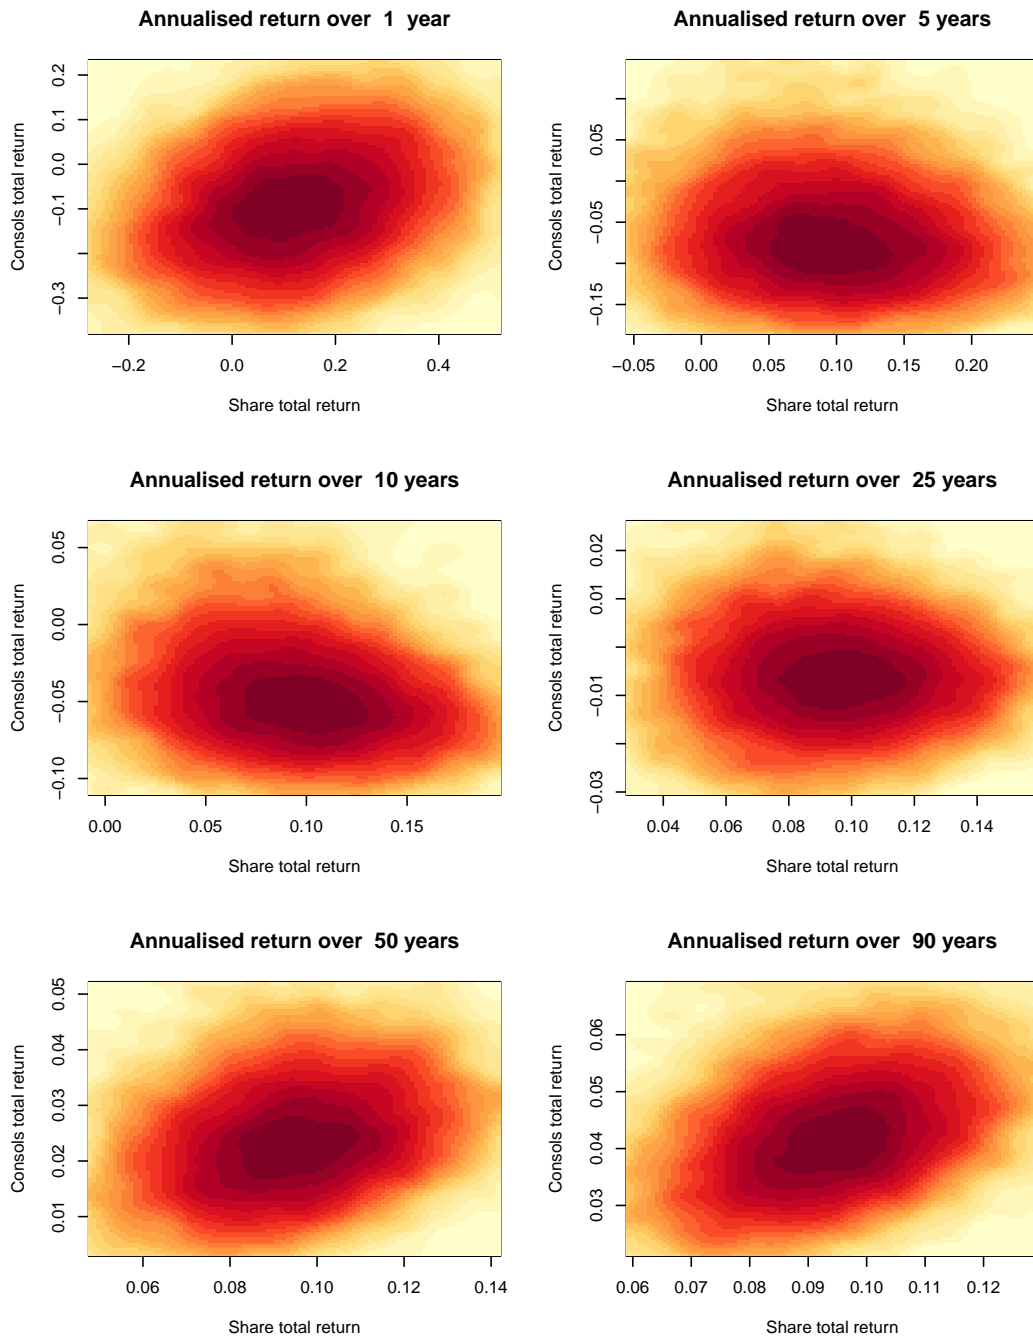 Annualised return over 1 year
Consols total return
0.2
0.1
0.0
−0.1
−0.3
−0.2 0.0 0.2 0.4
Share total return
Annualised return over 5 years
Consols total return
0.05
−0.05
−0.15
−0.05 0.00 0.05 0.10 0.15 0.20
Share total return
Annualised return over 10 years
Consols total return
0.05
0.00
−0.05
−0.10
0.00 0.05 0.10 0.15
Share total return
Annualised return over 25 years
Consols total return
0.02
0.01
−0.01
−0.03
0.04 0.06 0.08 0.10 0.12 0.14
Share total return
Annualised return over 50 years
Consols total return
0.05
0.04
0.03
0.02
0.01
0.06 0.08 0.10 0.12 0.14
Share total return
Annualised return over 90 years
Consols total return
0.06
0.05
0.04
0.03
0.06 0.07 0.08 0.09 0.10 0.11 0.12
Share total return